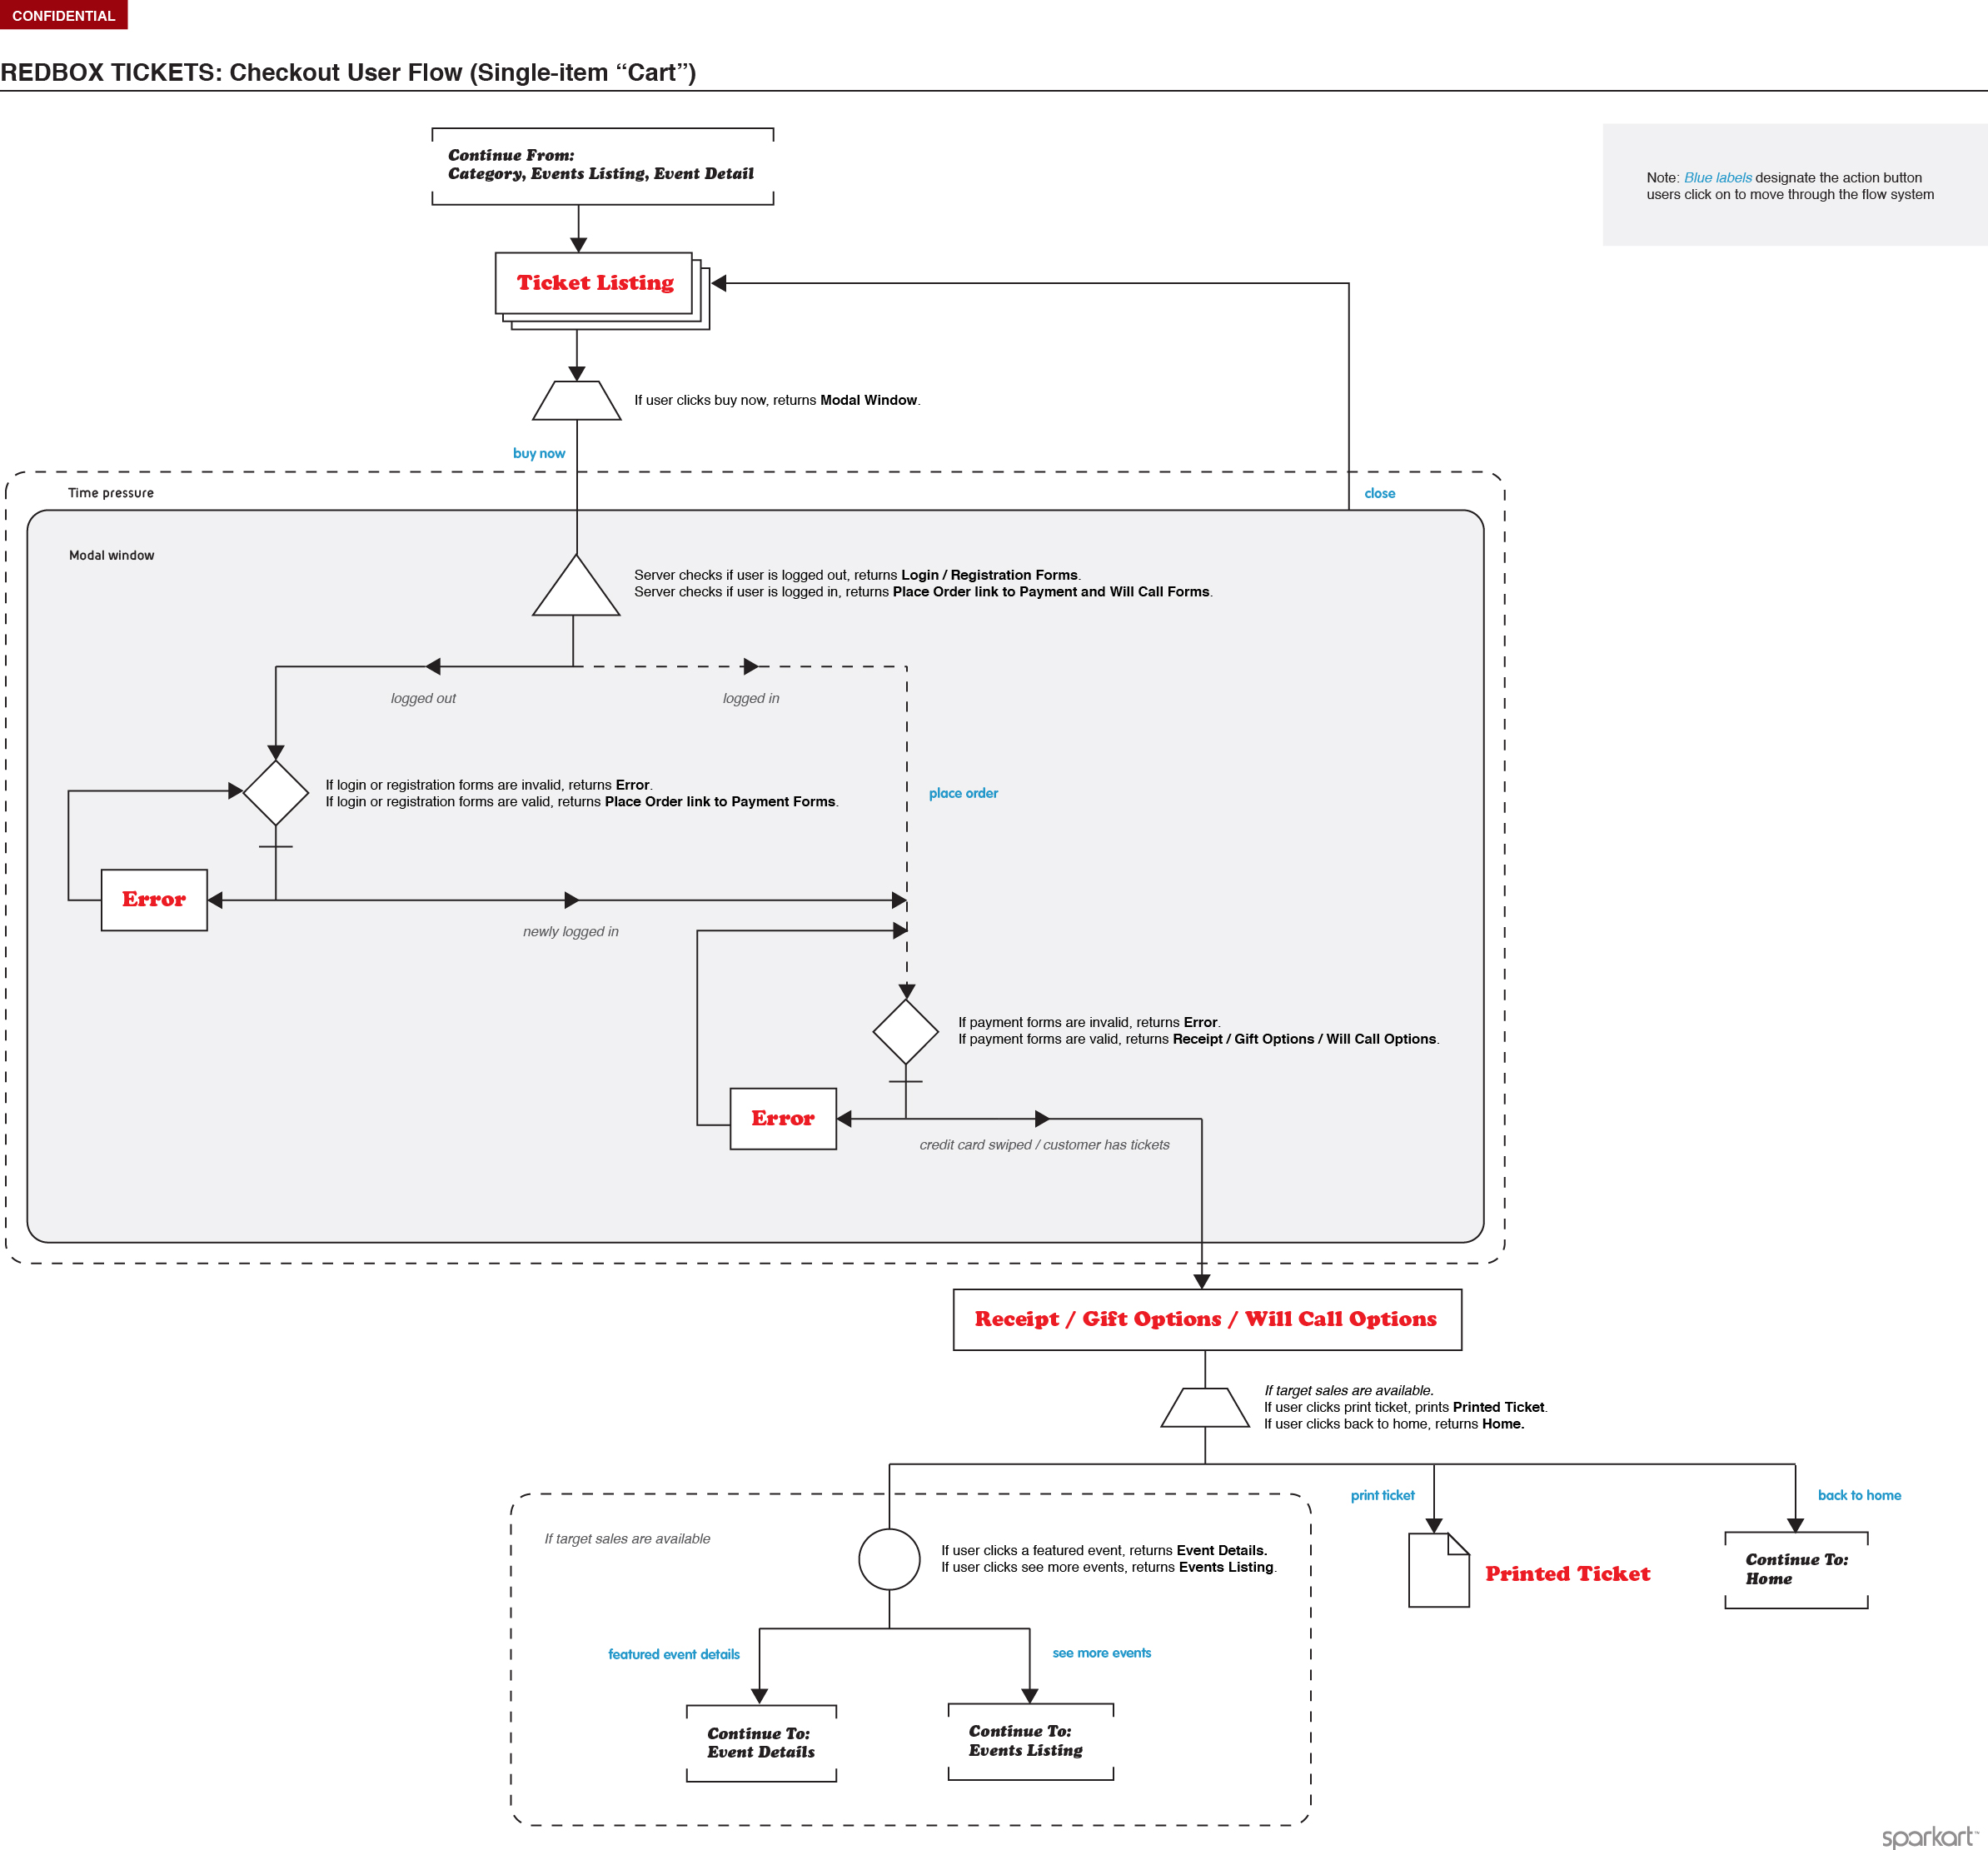 CONFIDENTIAL
REDBOX TICKETS: Checkout User Flow (Single-item “Cart”)
Continue From:
Category, Events Listing, Event Detail
Note: Blue labels designate the action button
users click on to move through the flow system
Ticket Listing
If user clicks buy now, returns Modal Window.
buy now
Time pressure
close
Modal window
Server checks if user is logged out, returns Login / Registration Forms.
Server checks if user is logged in, returns Place Order link to Payment and Will Call Forms.
logged out
logged in
If login or registration forms are invalid, returns Error.
If login or registration forms are valid, returns Place Order link to Payment Forms.
place order
Error
newly logged in
If payment forms are invalid, returns Error.
If payment forms are valid, returns Receipt / Gift Options / Will Call Options.
Error
credit card swiped / customer has tickets
Receipt / Gift Options / Will Call Options
If target sales are available.
If user clicks print ticket, prints Printed Ticket.
If user clicks back to home, returns Home.
print ticket
back to home
If target sales are available
If user clicks a featured event, returns Event Details.
If user clicks see more events, returns Events Listing.
Printed Ticket
Continue To:
Home
featured event details
see more events
Continue To:
Event Details
Continue To:
Events Listing
sparkart™